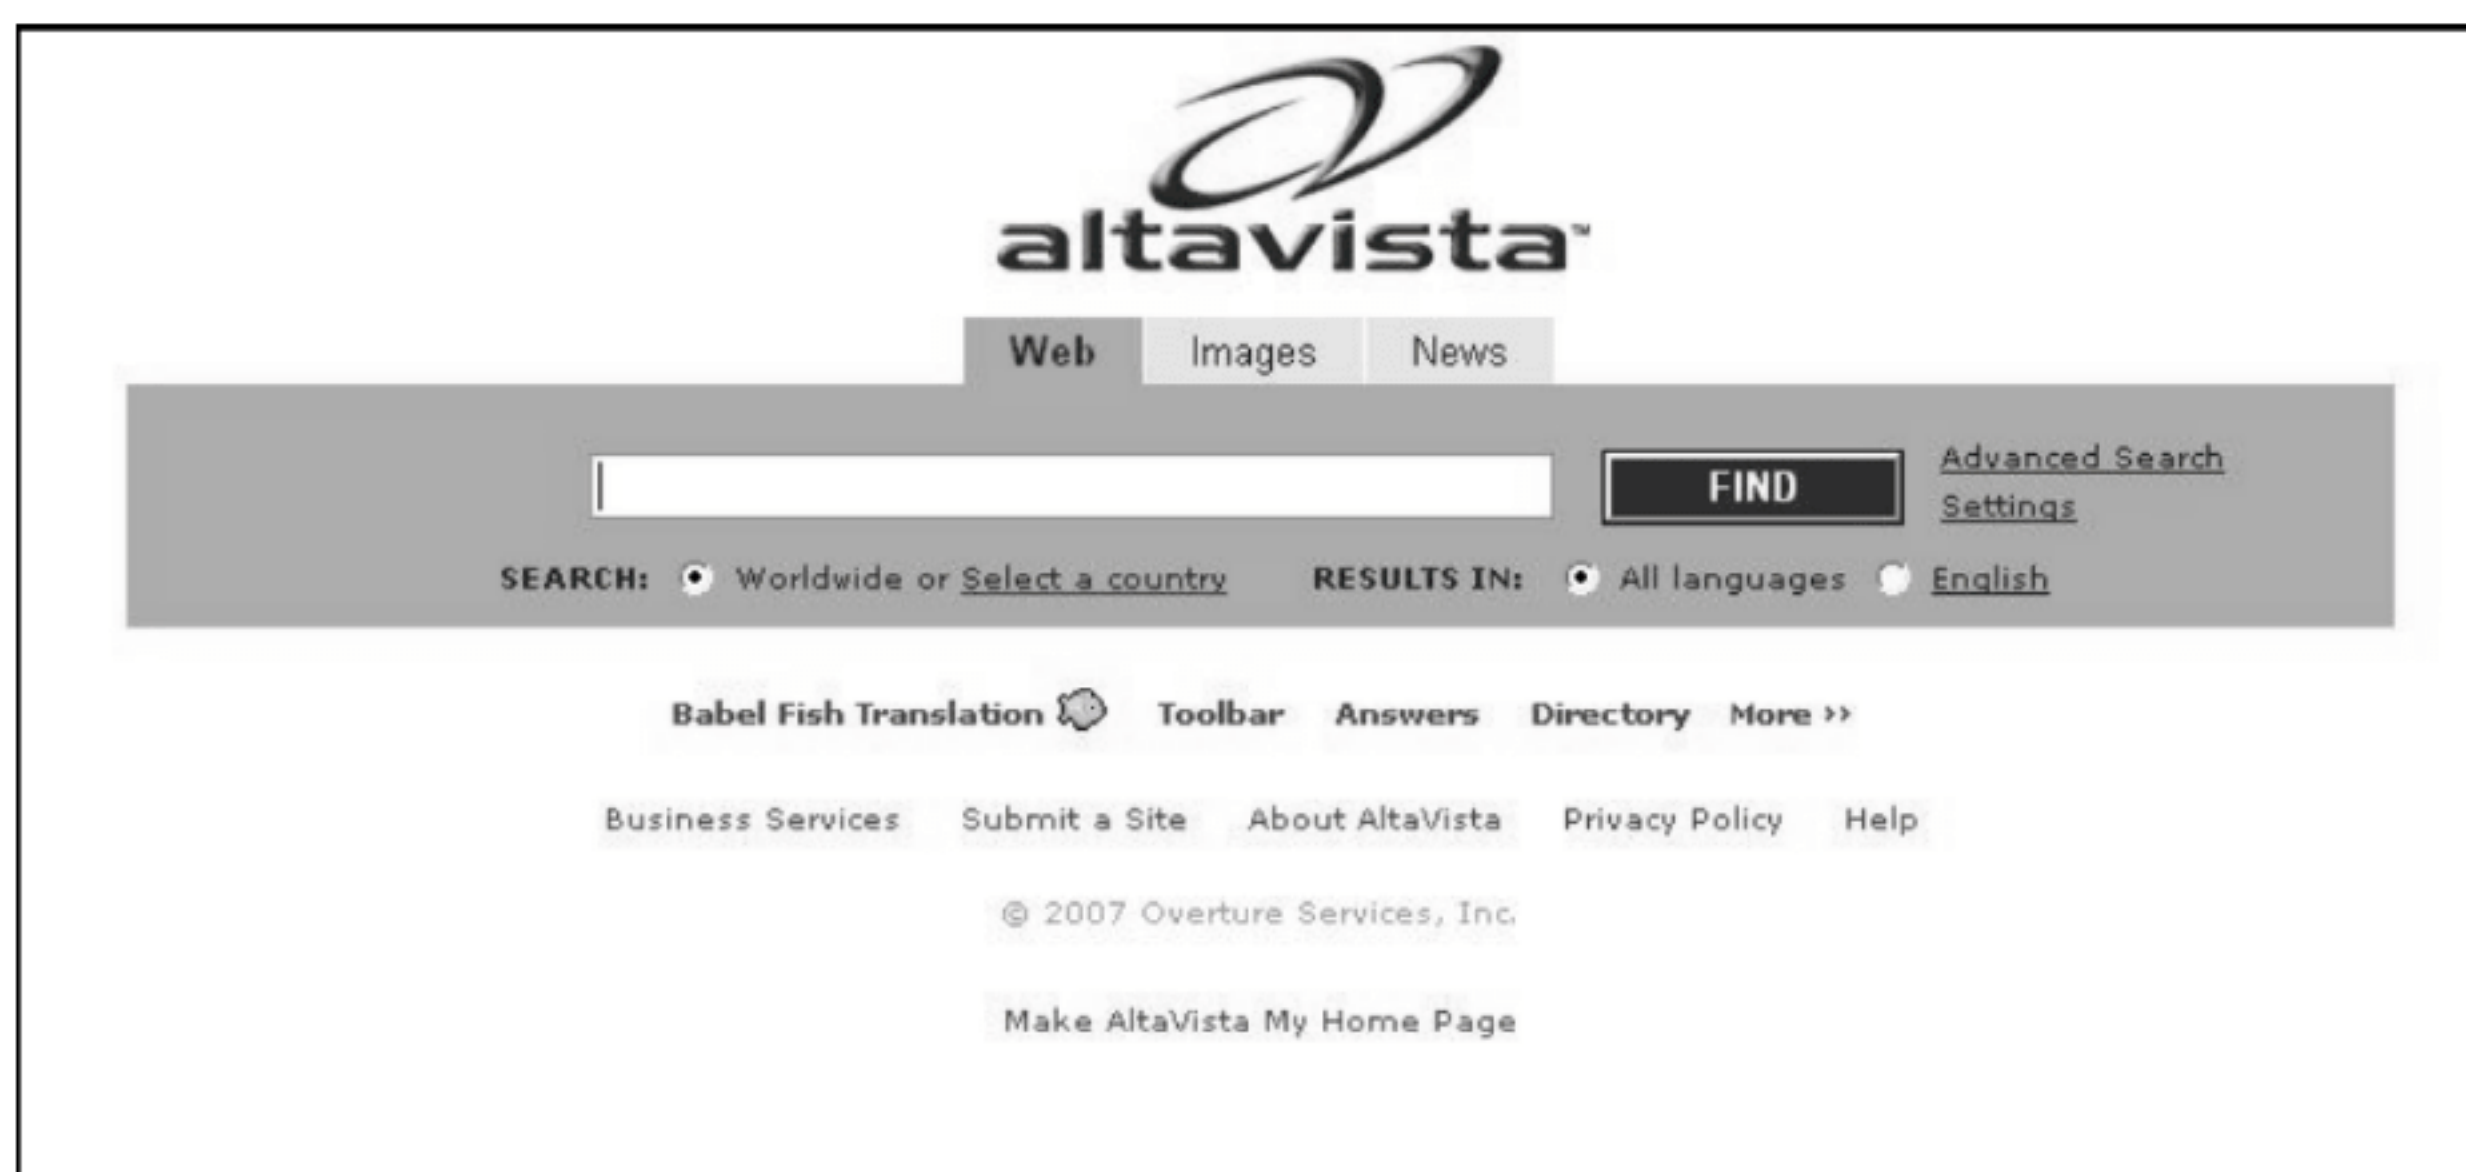 altavista™
Web Images News
FIND
Advanced Search
Settings
SEARCH: Worldwide or Select a country RESULTS IN: All languages English
Babel Fish Translation Toolbar Answers Directory More ››
Business Services Submit a Site About AltaVista Privacy Policy Help
© 2007 Overture Services, Inc.
Make AltaVista My Home Page